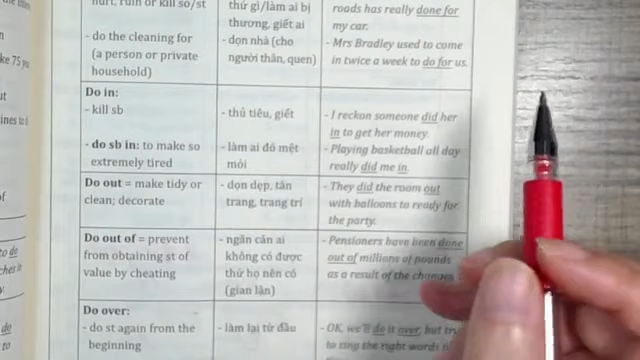 hurt, ruin or kill so/st
thứ gì/làm ai bị
thương, giết ai
roads has really done for
my car.
- do the cleaning for
(a person or private
household)
- dọn nhà (cho
người thân, quen)
- Mrs Bradley used to come
in twice a week to do for us.
Do in:
- kill sb
- thủ tiêu, giết
- I reckon someone did her
in to get her money.
- do sb in: to make so
extremely tired
- làm ai đó mệt
mỏi
- Playing basketball all day
really did me in.
Do out = make tidy or
clean; decorate
- dọn dẹp, tân
trang, trang trí
- They did the room out
with balloons to ready for
the party.
Do out of = prevent
from obtaining st of
value by cheating
- ngăn cản ai
không có được
thứ họ nên có
(gian lận)
- Pensioners have been done
out of millions of pounds
as a result of the changes
Do over:
- do st again from the
beginning
- làm lại từ đầu
- OK, we'll do it over, but try
to sing the right words